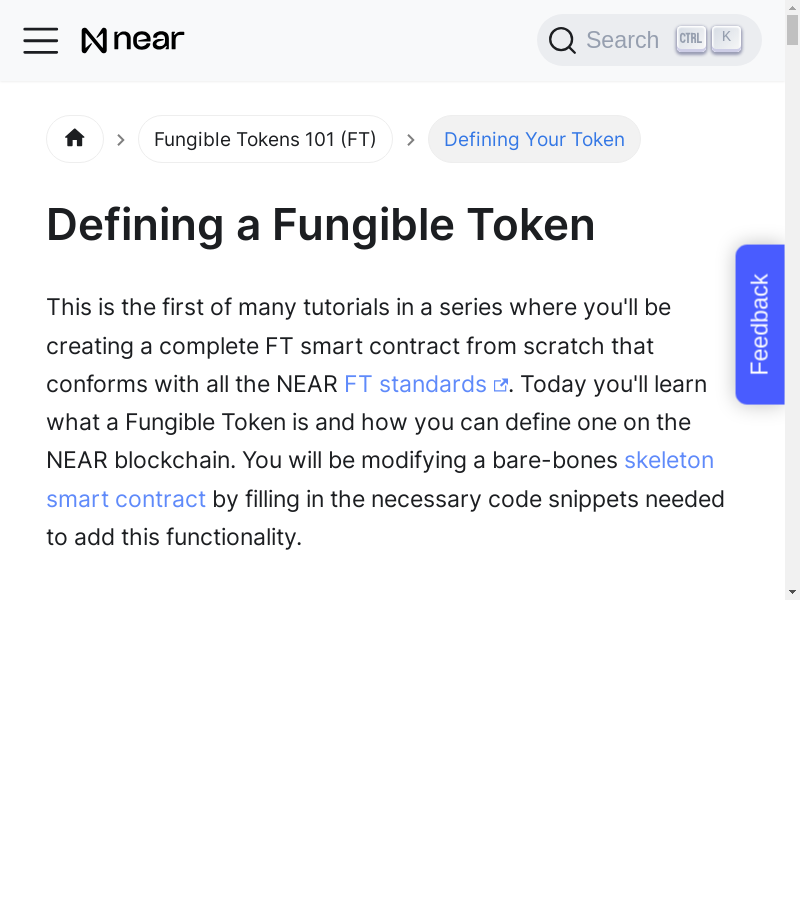 near
Search CTRL K
Fungible Tokens 101 (FT) Defining Your Token
Defining a Fungible Token
This is the first of many tutorials in a series where you'll be
creating a complete FT smart contract from scratch that
conforms with all the NEAR FT standards. Today you'll learn
what a Fungible Token is and how you can define one on the
NEAR blockchain. You will be modifying a bare-bones skeleton
smart contract by filling in the necessary code snippets needed
to add this functionality.
Feedback